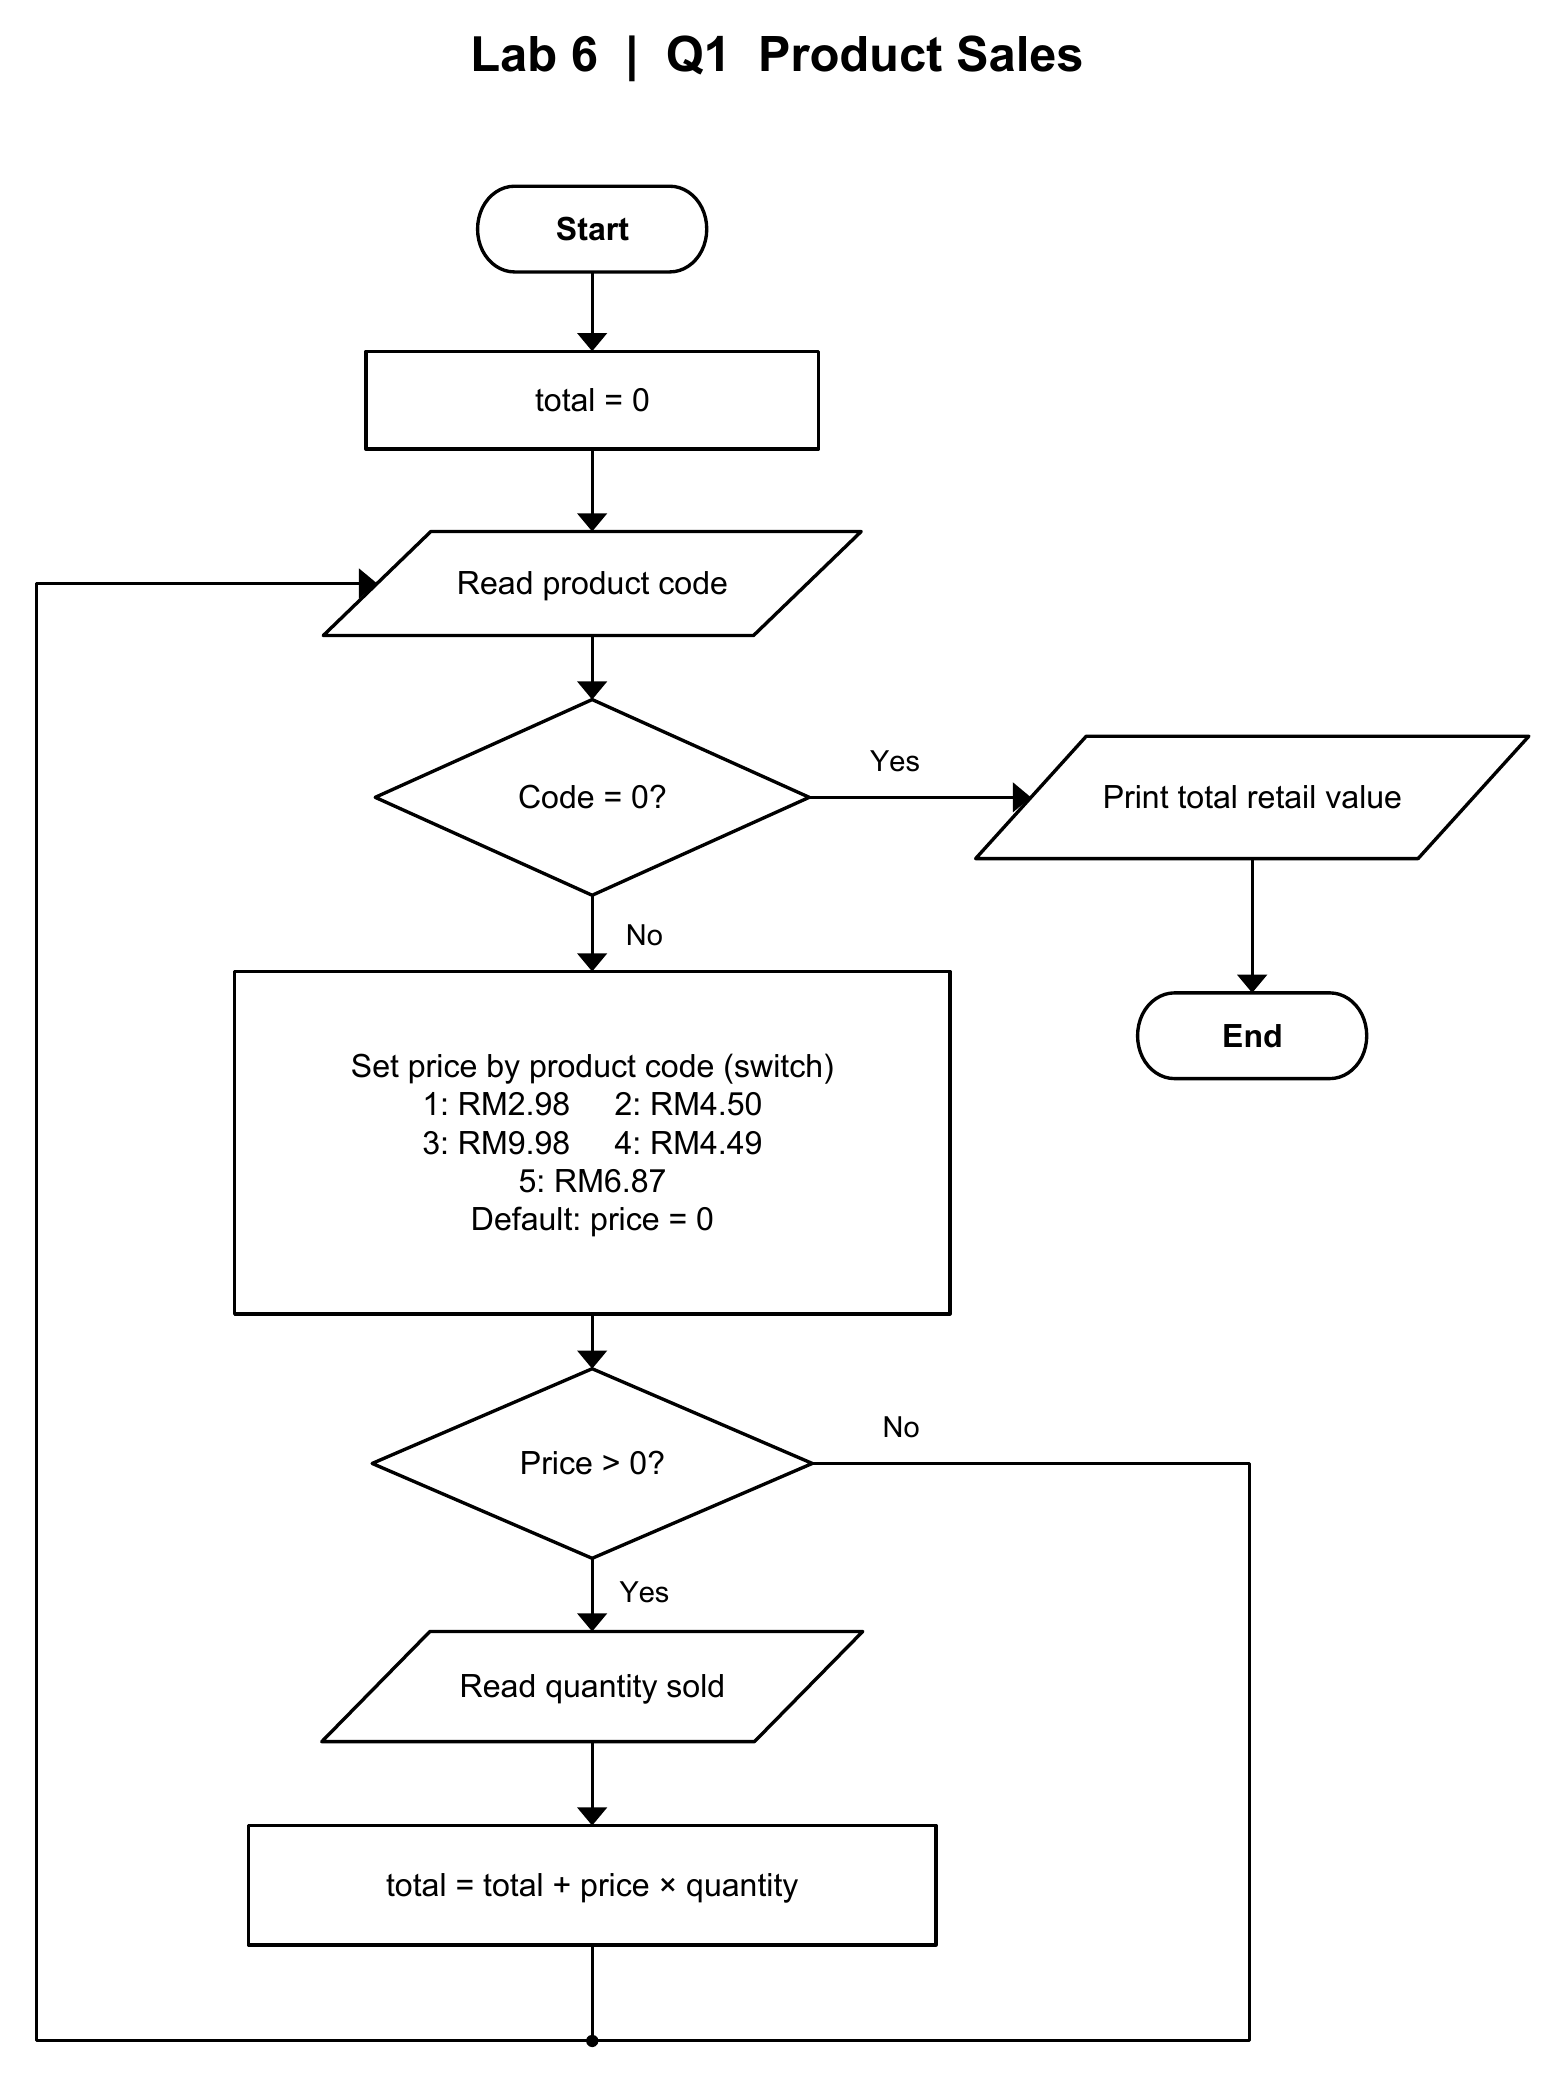 Lab 6 | Q1 Product Sales
Start
total = 0
Read product code
Code = 0?
Yes
Print total retail value
End
No
Set price by product code (switch)
1: RM2.98 2: RM4.50
3: RM9.98 4: RM4.49
5: RM6.87
Default: price = 0
Price > 0?
No
Yes
Read quantity sold
total = total + price × quantity